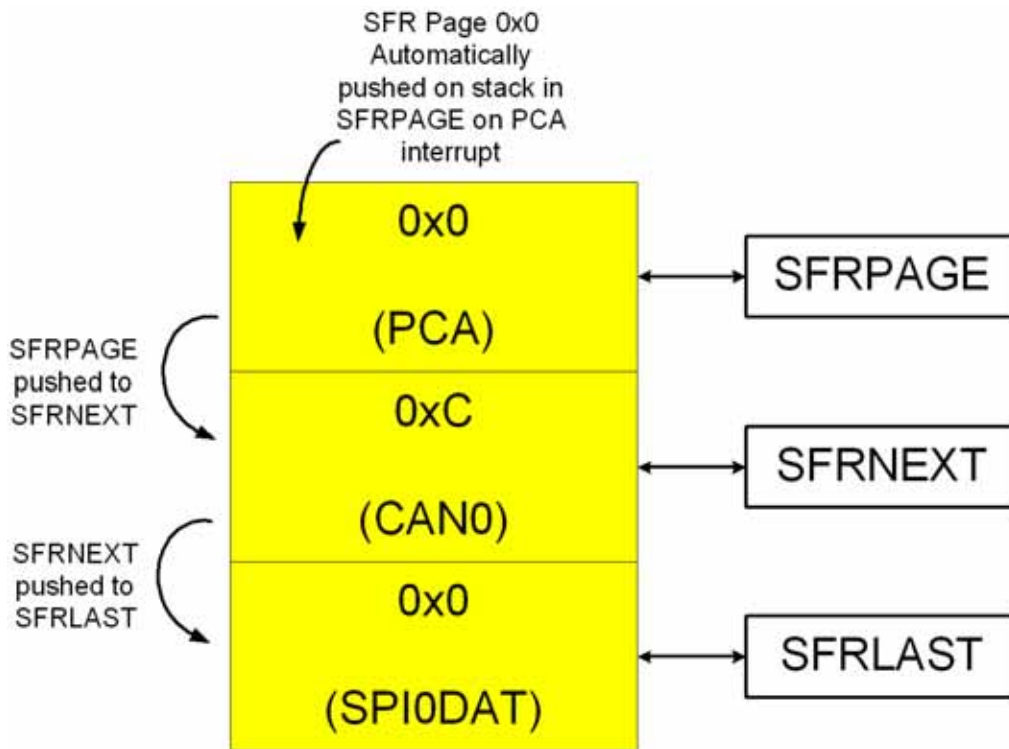 SFR Page 0x0
Automatically
pushed on stack in
SFRPAGE on PCA
interrupt
0x0
(PCA)
SFRPAGE
SFRPAGE
pushed to
SFRNEXT
0xC
(CAN0)
SFRNEXT
SFRNEXT
pushed to
SFRLAST
0x0
(SPI0DAT)
SFRLAST